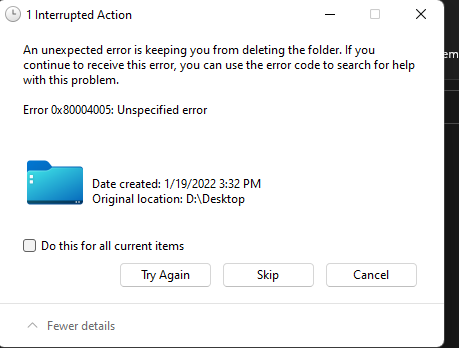 1 Interrupted Action
An unexpected error is keeping you from deleting the folder. If you
continue to receive this error, you can use the error code to search for help
with this problem.
Error 0x80004005: Unspecified error
Date created: 1/19/2022 3:32 PM
Original location: D:\Desktop
Do this for all current items
Try Again
Skip
Cancel
Fewer details